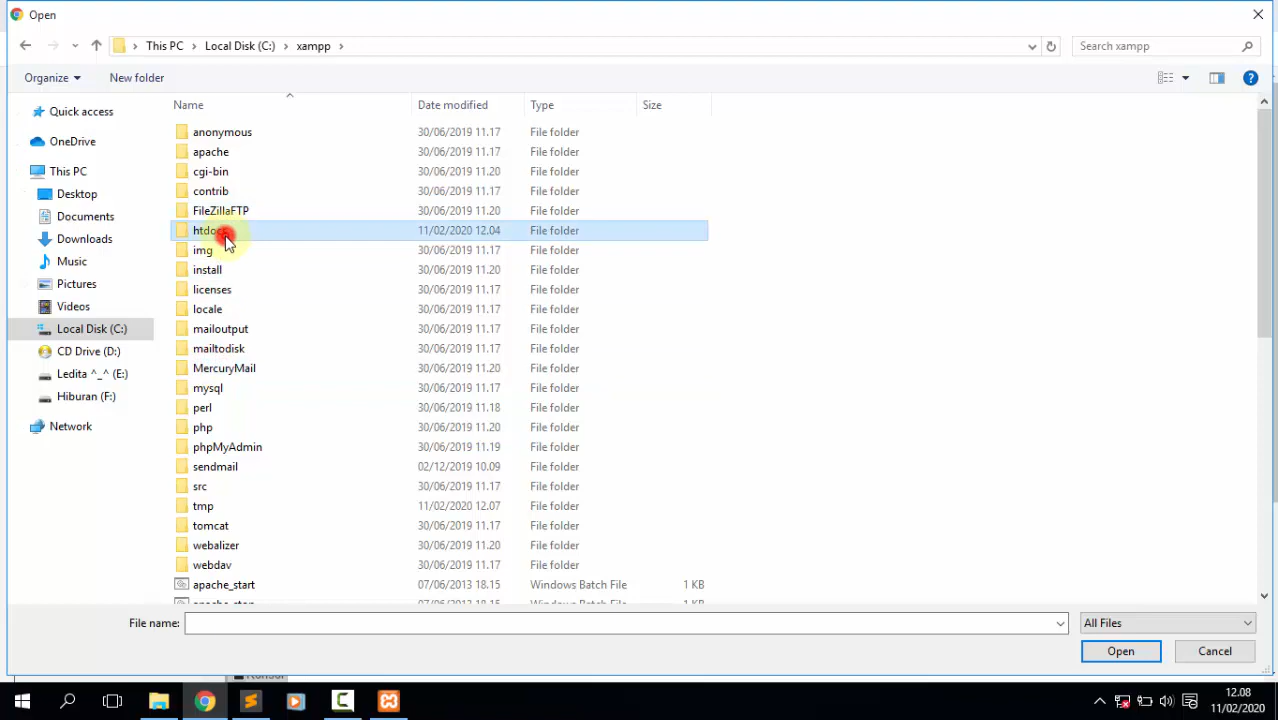 Open
This PC Local Disk (C:) xampp
Search xampp
Organize
New folder
Name Date modified Type Size
Quick access
OneDrive
This PC
Desktop
Documents
Downloads
Music
Pictures
Videos
Local Disk (C:)
CD Drive (D:)
Ledita ^_^ (E:)
Hiburan (F:)
Network
anonymous 30/06/2019 11.17 File folder
apache 30/06/2019 11.17 File folder
cgi-bin 30/06/2019 11.20 File folder
contrib 30/06/2019 11.17 File folder
FileZillaFTP 30/06/2019 11.20 File folder
htdocs 11/02/2020 12.04 File folder
img 30/06/2019 11.17 File folder
install 30/06/2019 11.20 File folder
licenses 30/06/2019 11.17 File folder
locale 30/06/2019 11.17 File folder
mailoutput 30/06/2019 11.17 File folder
mailtodisk 30/06/2019 11.17 File folder
MercuryMail 30/06/2019 11.20 File folder
mysql 30/06/2019 11.17 File folder
perl 30/06/2019 11.18 File folder
php 30/06/2019 11.20 File folder
phpMyAdmin 30/06/2019 11.19 File folder
sendmail 02/12/2019 10.09 File folder
src 30/06/2019 11.17 File folder
tmp 11/02/2020 12.07 File folder
tomcat 30/06/2019 11.17 File folder
webalizer 30/06/2019 11.20 File folder
webdav 30/06/2019 11.17 File folder
apache_start 07/06/2013 18.15 Windows Batch File 1 KB
File name:
All Files
Open
Cancel
12.08
11/02/2020